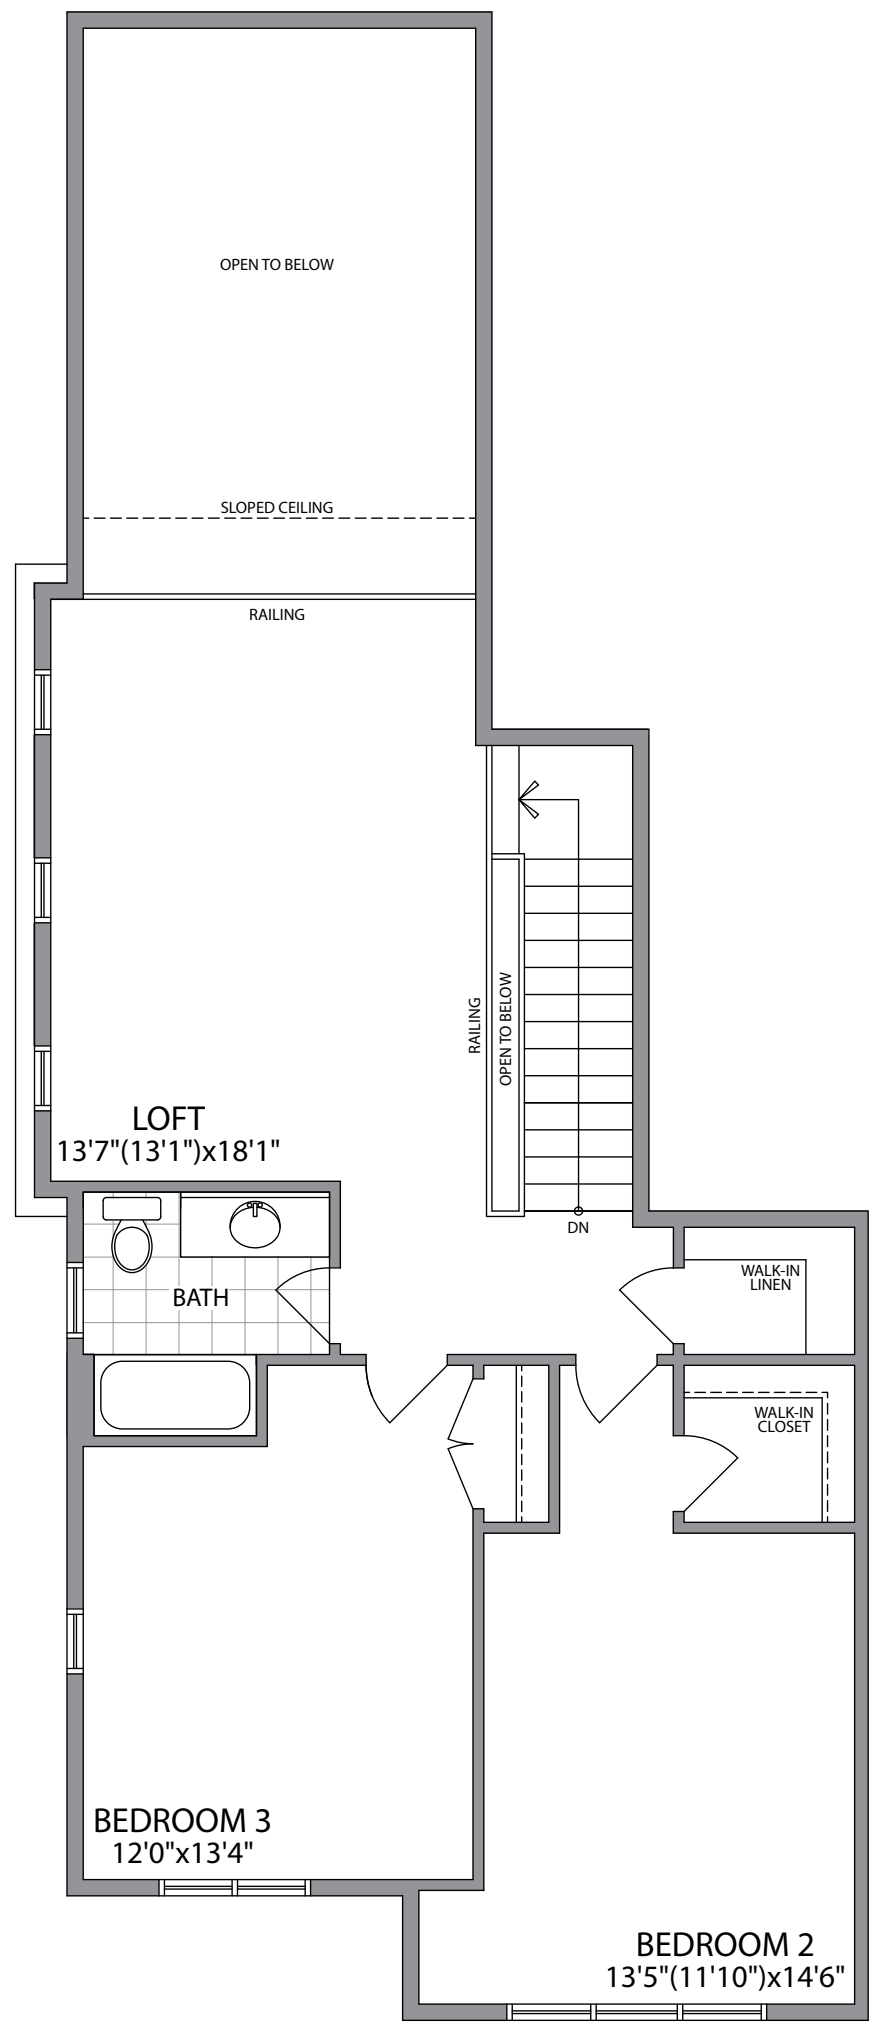 OPEN TO BELOW
SLOPED CEILING
RAILING
RAILING
OPEN TO BELOW
LOFT
13'7"(13'1")x18'1"
DN
WALK-IN
LINEN
BATH
WALK-IN
CLOSET
BEDROOM 3
12'0"x13'4"
BEDROOM 2
13'5"(11'10")x14'6"